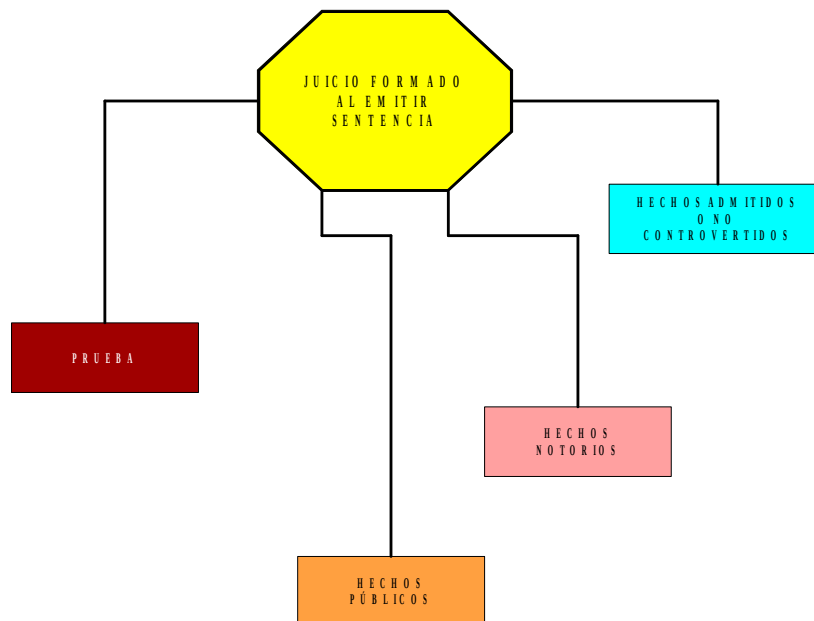 JUICIO FORMADO
AL EMITIR
SENTENCIA
HECHOS ADMITIDOS
O NO
CONTROVERTIDOS
PRUEBA
HECHOS
NOTORIOS
HECHOS
PÚBLICOS